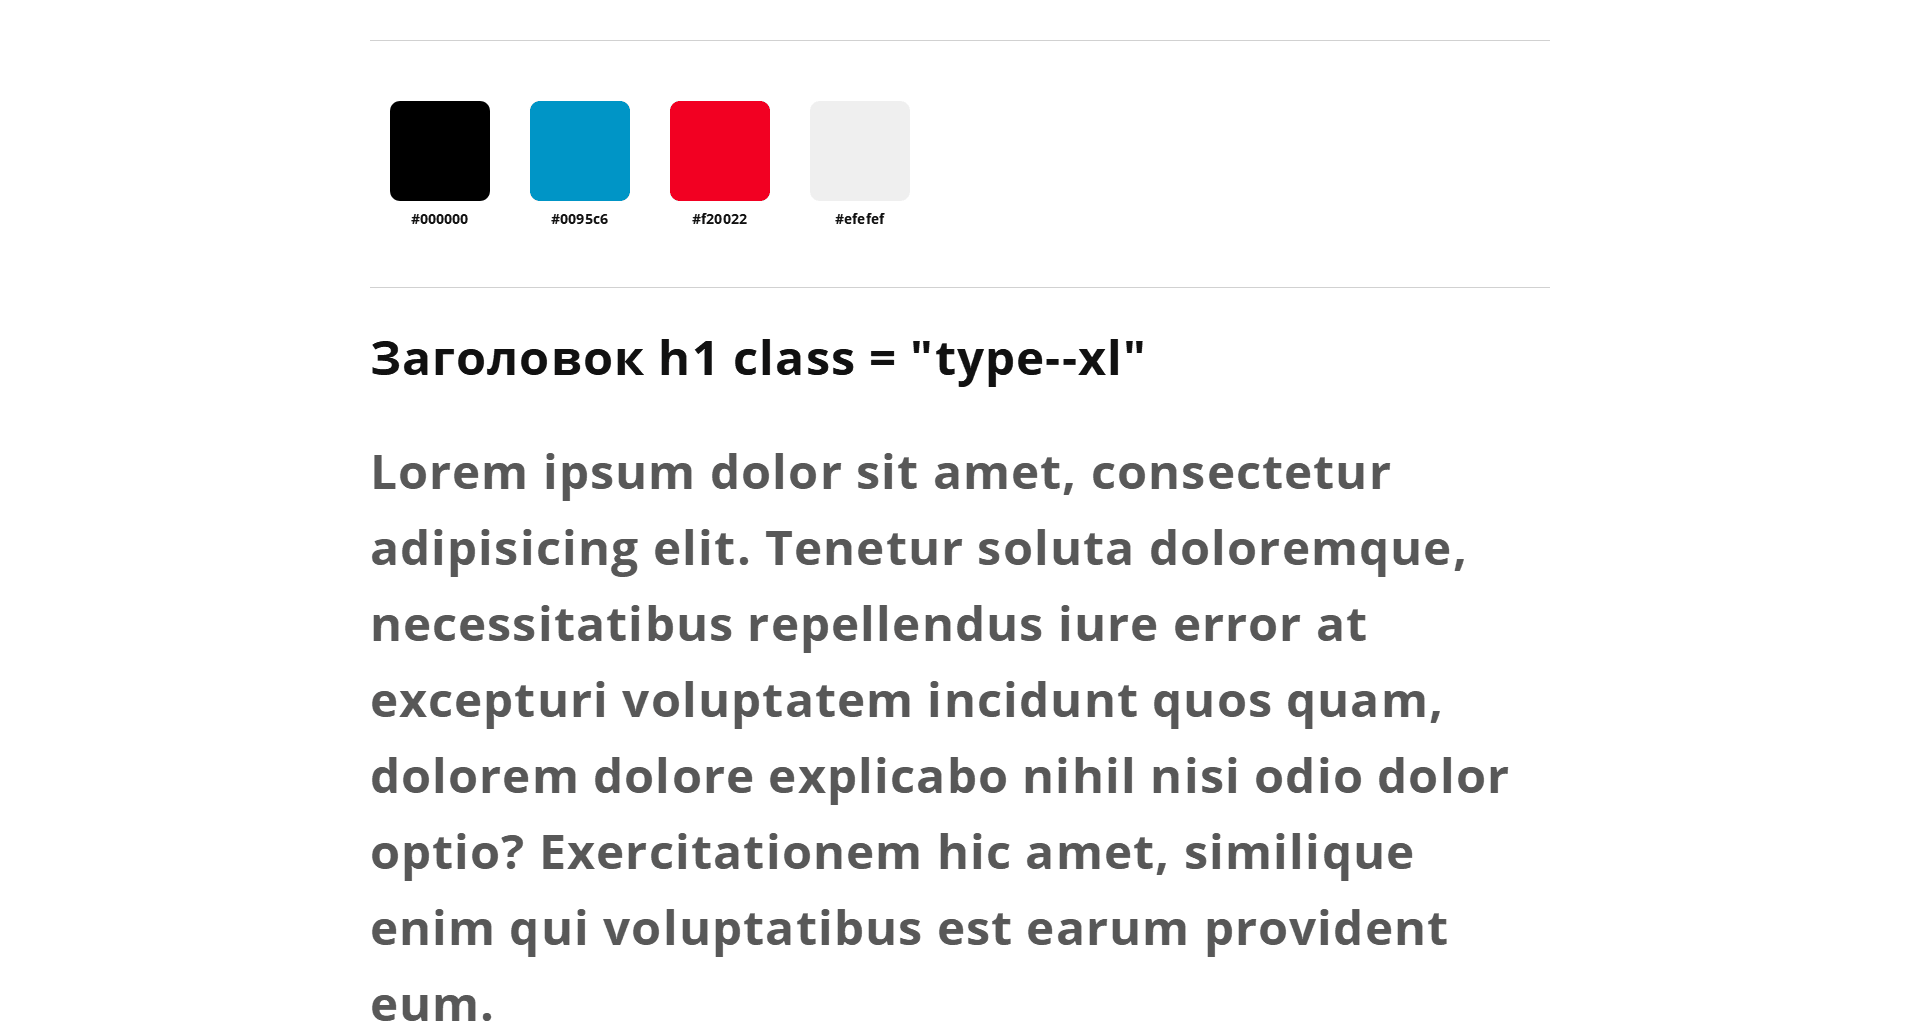 #000000 #0095c6 #f20022 #efefef
Заголовок h1 class = "type--xl"
Lorem ipsum dolor sit amet, consectetur
adipisicing elit. Tenetur soluta doloremque,
necessitatibus repellendus iure error at
excepturi voluptatem incidunt quos quam,
dolorem dolore explicabo nihil nisi odio dolor
optio? Exercitationem hic amet, similique
enim qui voluptatibus est earum provident
eum.